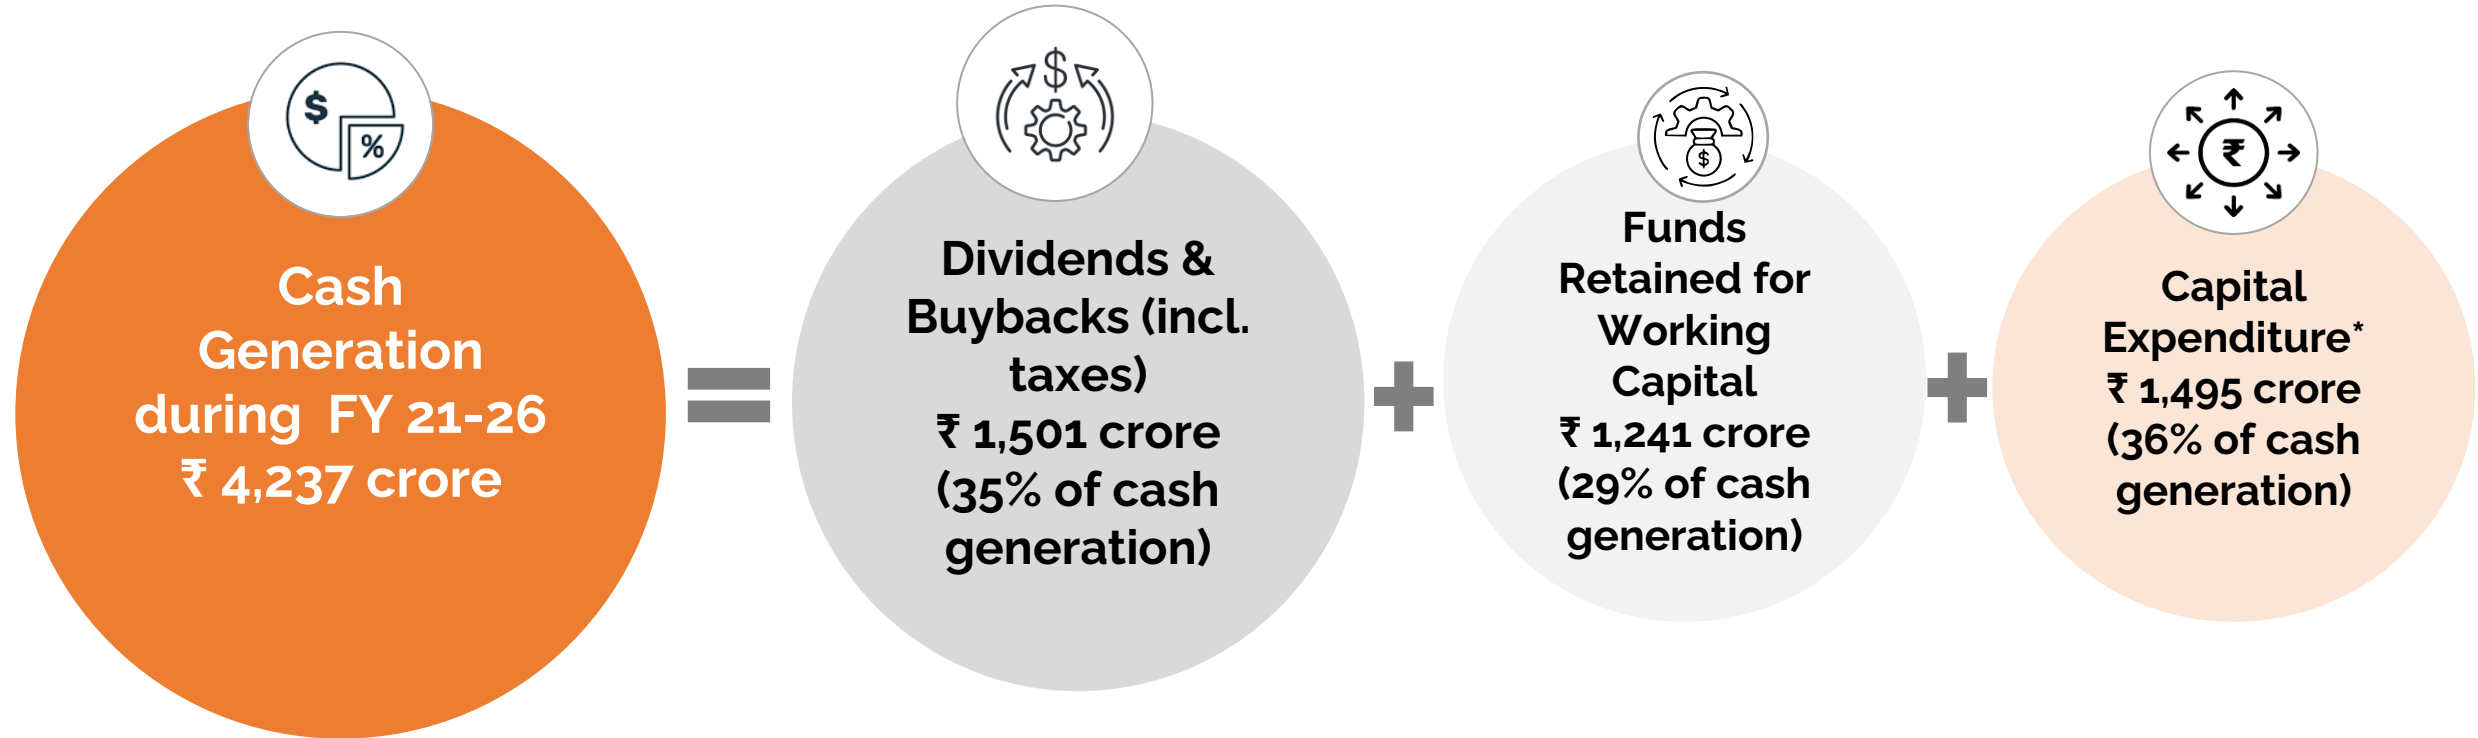 $
%
Cash
Generation
during FY 21-26
₹ 4,237 crore
$
Dividends &
Buybacks (incl.
taxes)
₹ 1,501 crore
(35% of cash
generation)
$
Funds
Retained for
Working
Capital
₹ 1,241 crore
(29% of cash
generation)
₹
Capital
Expenditure*
₹ 1,495 crore
(36% of cash
generation)